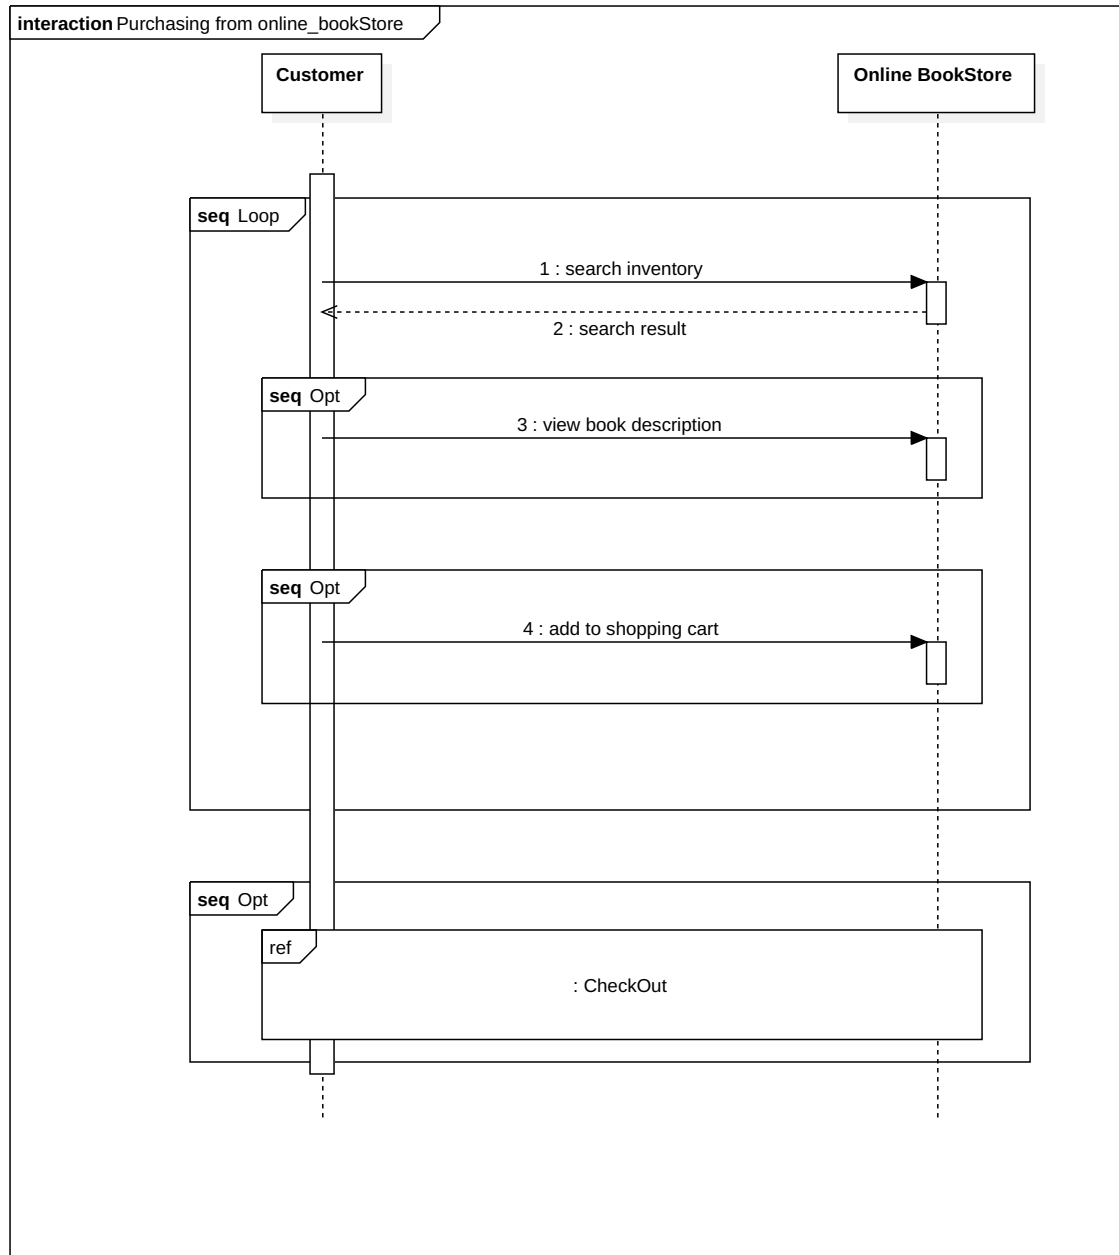 interaction Purchasing from online_bookStore
Customer
Online BookStore
seq Loop
1 : search inventory
2 : search result
seq Opt
3 : view book description
seq Opt
4 : add to shopping cart
seq Opt
ref
: CheckOut